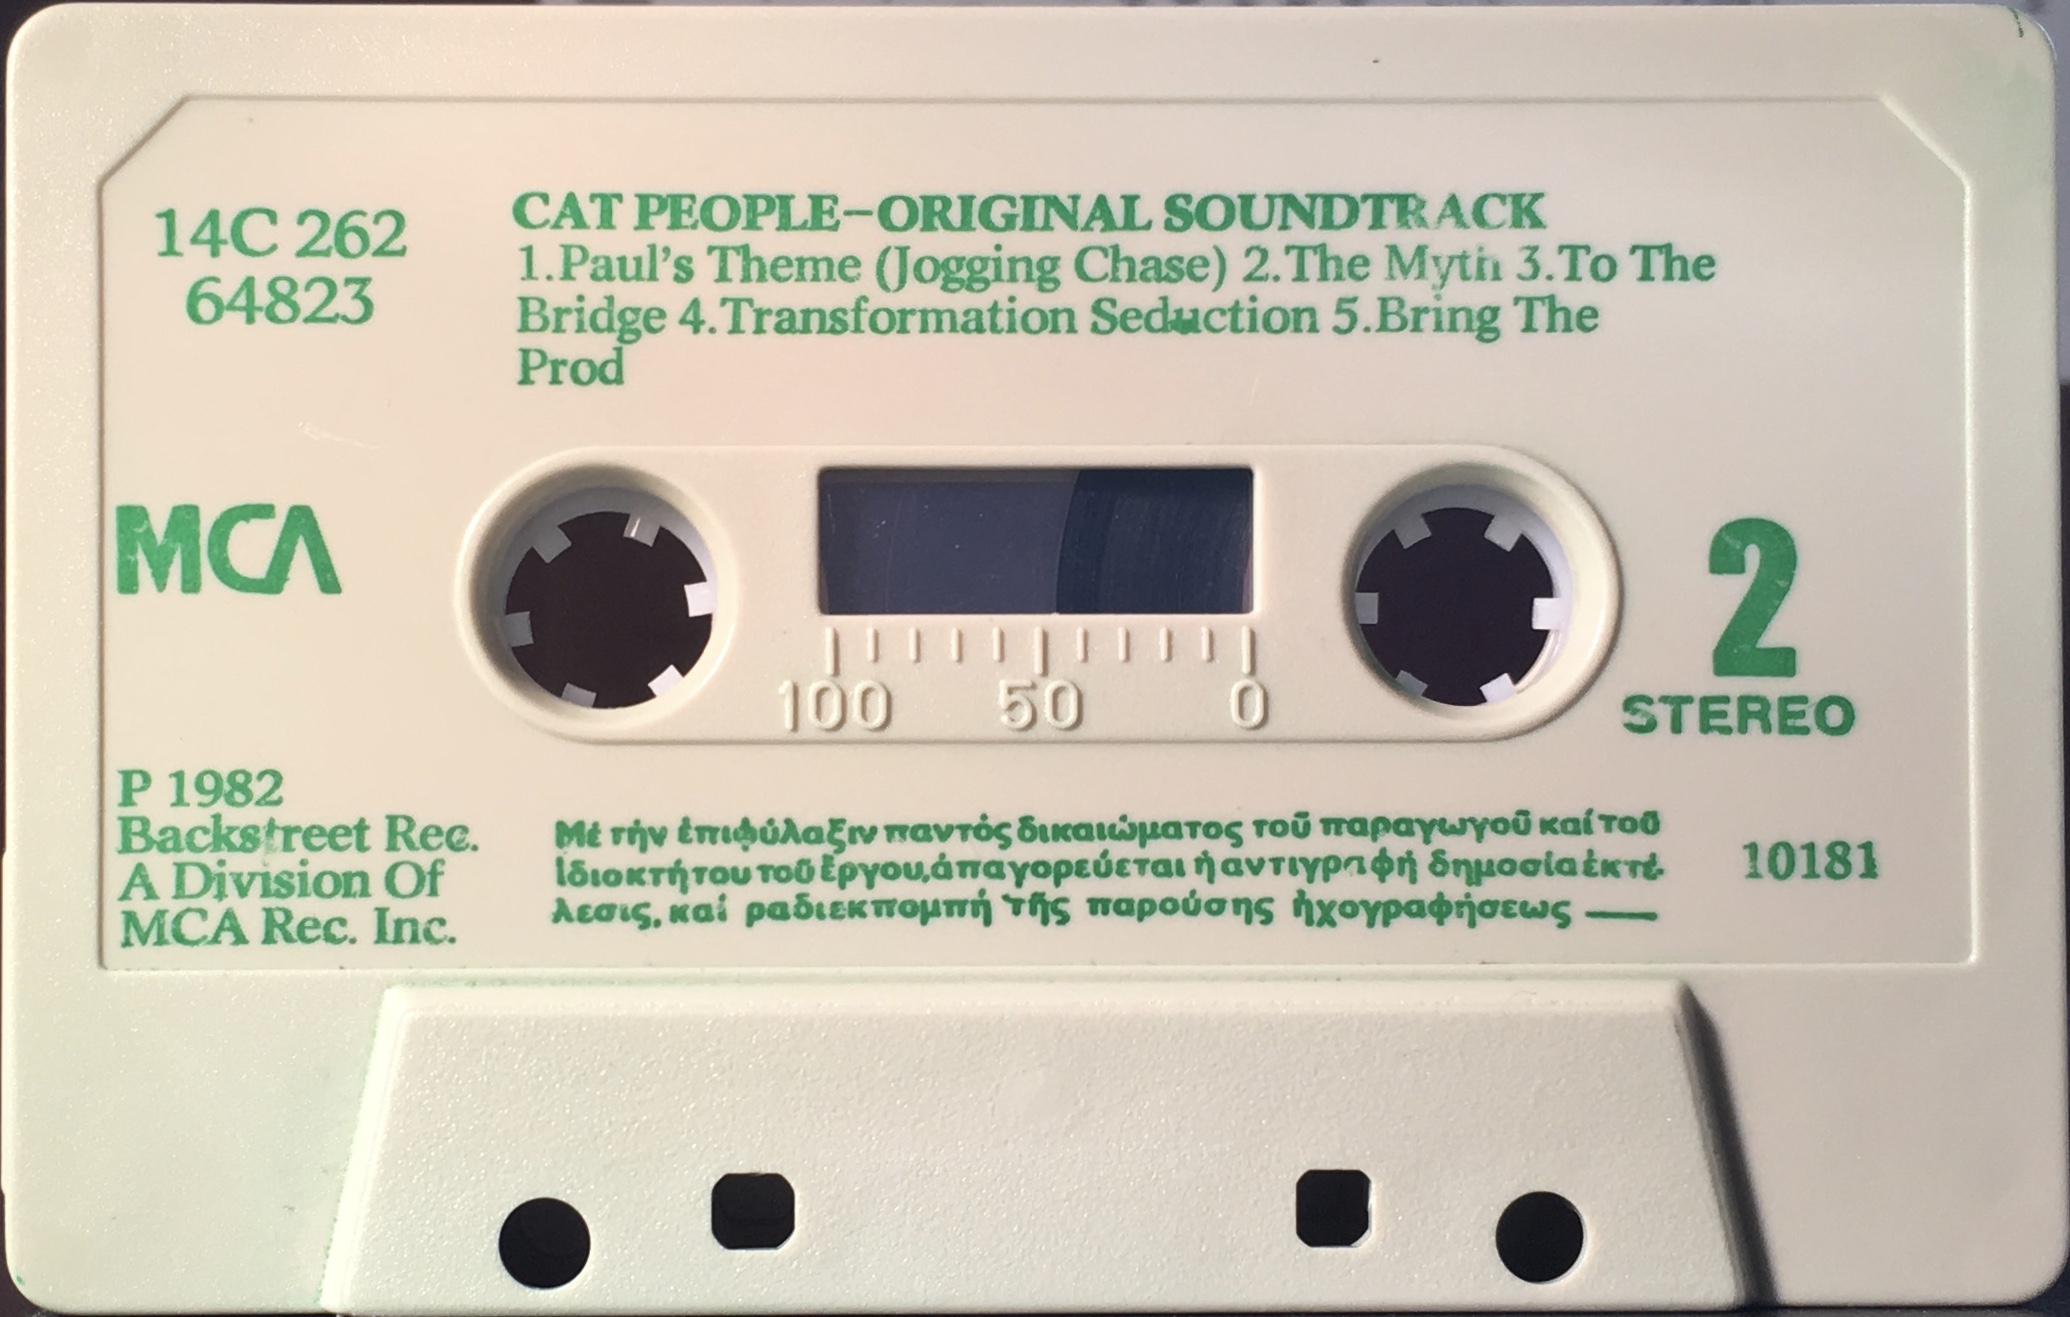 14C 262
64823
CAT PEOPLE–ORIGINAL SOUNDTRACK
1.Paul's Theme (Jogging Chase) 2.The Myth 3.To The
Bridge 4.Transformation Seduction 5.Bring The
Prod
MCA
100 50 0
2
STEREO
P 1982
Backstreet Rec.
A Division Of
MCA Rec. Inc.
Μέ τήν ἐπιφύλαξιν παντός δικαιώματος τοῦ παραγωγοῦ καί τοῦ
ἰδιοκτήτου τοῦ ἔργου, ἀπαγορεύεται ἡ αντιγραφή δημοσία ἐκτέ-
λεσις, καί ραδιεκπομπή τῆς παρούσης ἠχογραφήσεως —
10181